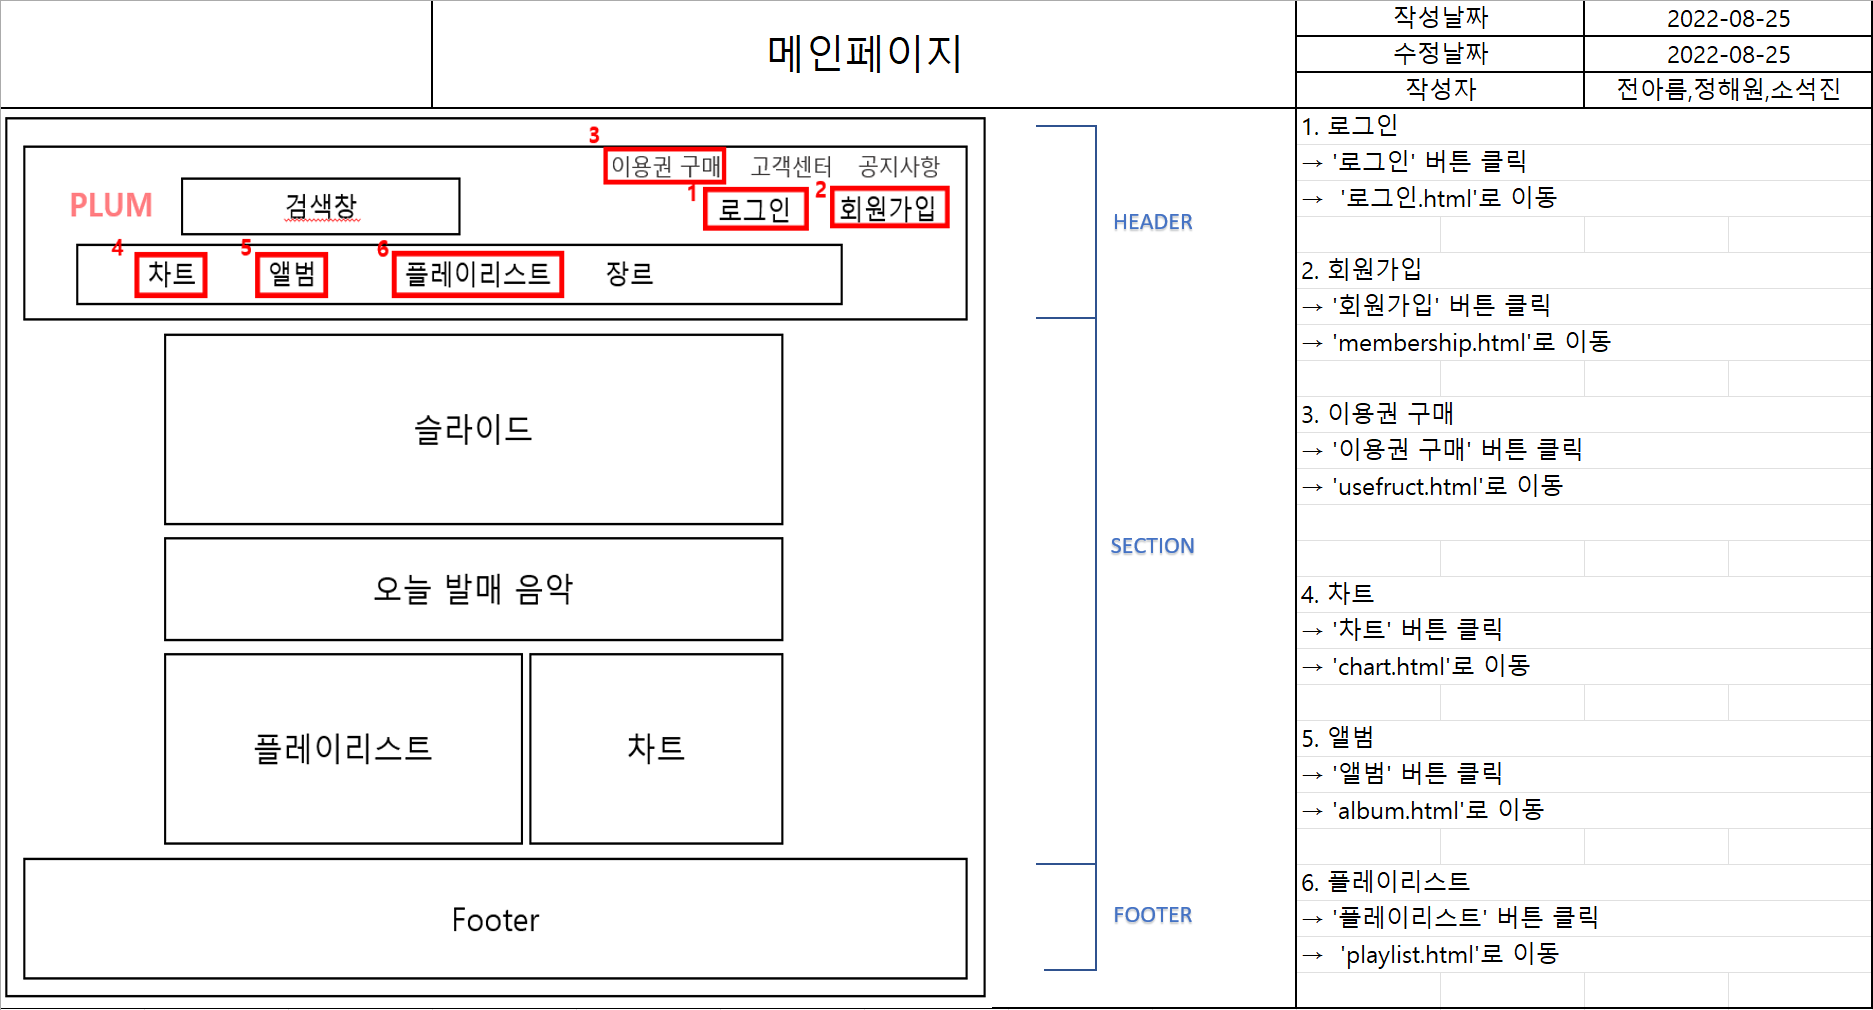 메인페이지
작성날짜 2022-08-25
수정날짜 2022-08-25
작성자 전아름,정해원,소석진
3
이용권 구매 고객센터 공지사항
PLUM
검색창
1
로그인
2
회원가입
4
차트
5
앨범
6
플레이리스트
장르
슬라이드
오늘 발매 음악
플레이리스트
차트
Footer
HEADER
SECTION
FOOTER
1. 로그인
→ '로그인' 버튼 클릭
→ '로그인.html'로 이동
2. 회원가입
→ '회원가입' 버튼 클릭
→ 'membership.html'로 이동
3. 이용권 구매
→ '이용권 구매' 버튼 클릭
→ 'usefruct.html'로 이동
4. 차트
→ '차트' 버튼 클릭
→ 'chart.html'로 이동
5. 앨범
→ '앨범' 버튼 클릭
→ 'album.html'로 이동
6. 플레이리스트
→ '플레이리스트' 버튼 클릭
→ 'playlist.html'로 이동